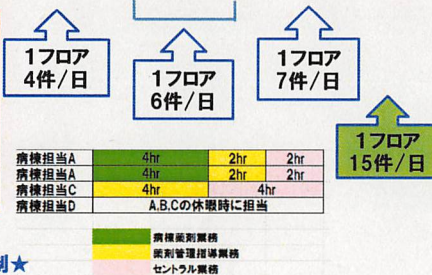 1フロア
4件/日
1フロア
6件/日
1フロア
7件/日
1フロア
15件/日
病棟担当A 4hr 2hr 2hr
病棟担当A 4hr 2hr 2hr
病棟担当C 4hr 4hr
病棟担当D A,B,Cの休暇時に担当
病棟薬剤業務
薬剤管理指導業務
セントラル業務
制★